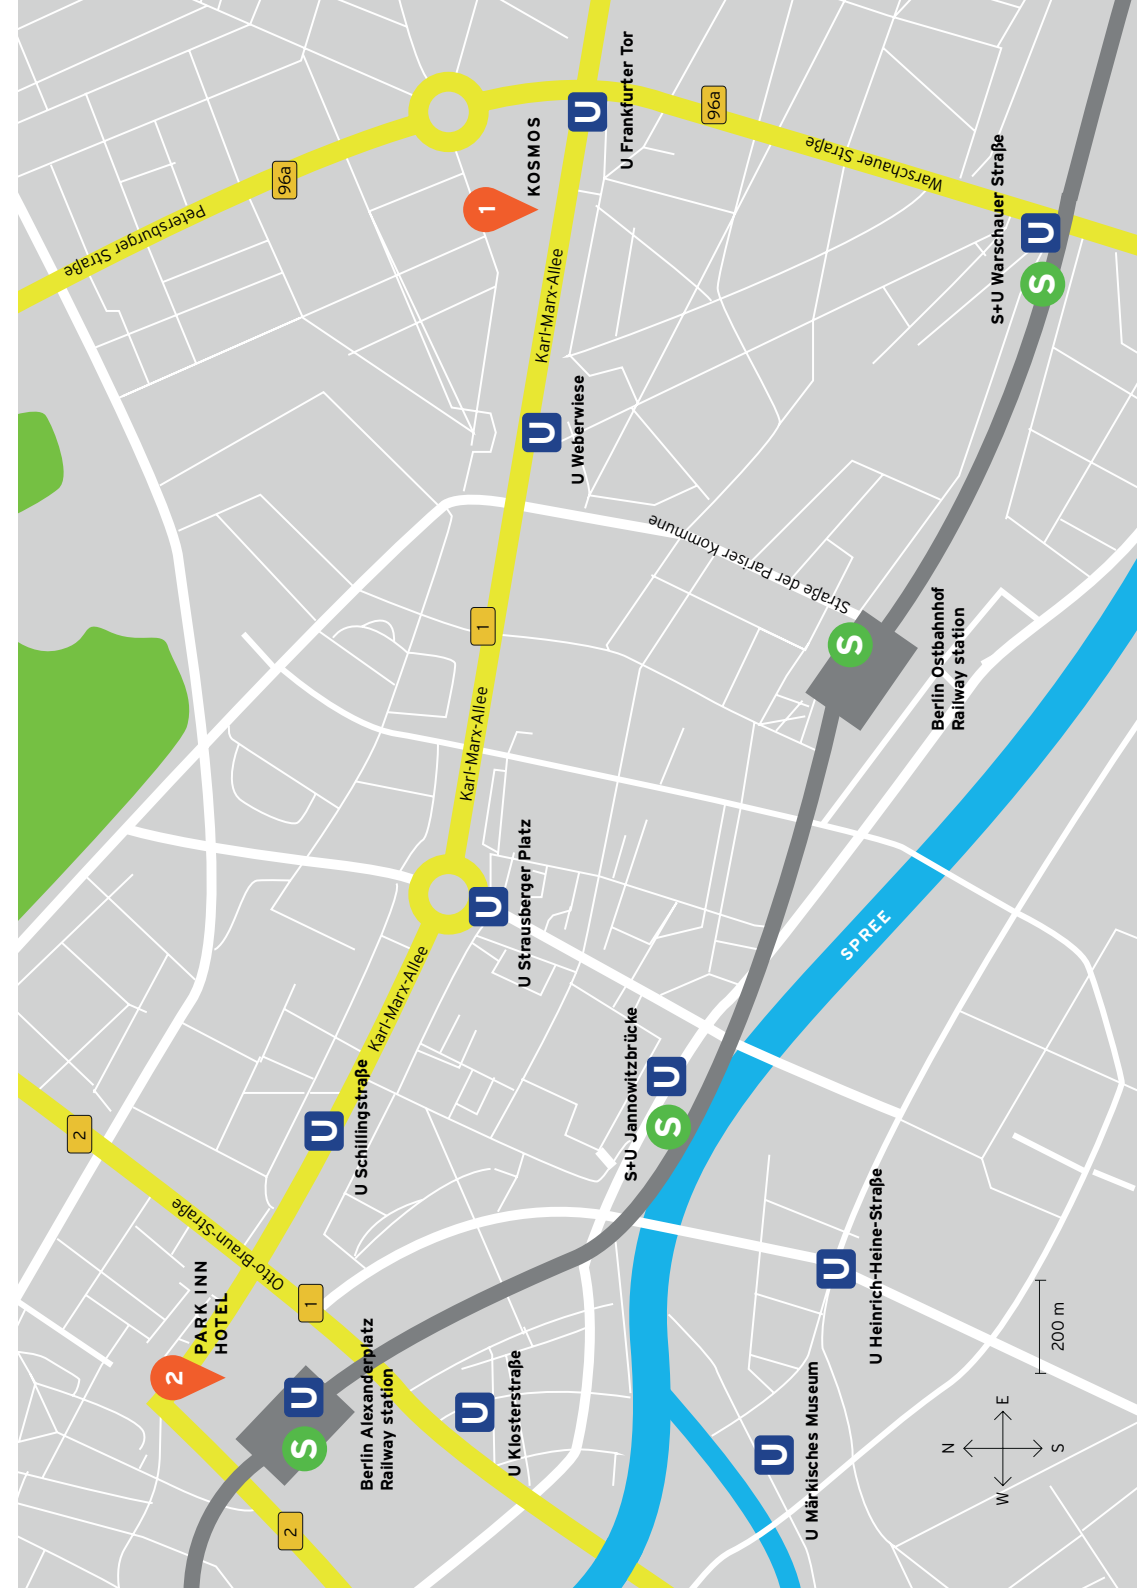 2
PARK INN
HOTEL
S
U
Berlin Alexanderplatz
Railway station
2
1
Otto-Braun-Straße
2
U
U Klosterstraße
U
U Märkisches Museum
U
U Schillingstraße
Karl-Marx-Allee
U
U Strausberger Platz
S
U
S+U Jannowitzbrücke
U
U Heinrich-Heine-Straße
SPREE
Karl-Marx-Allee
1
Straße der Pariser Kommune
S
Berlin Ostbahnhof
Railway station
U
U Weberwiese
Karl-Marx-Allee
1
KOSMOS
Petersburger Straße
96a
U
U Frankfurter Tor
96a
Warschauer Straße
S
U
S+U Warschauer Straße
N
W
E
S
200 m